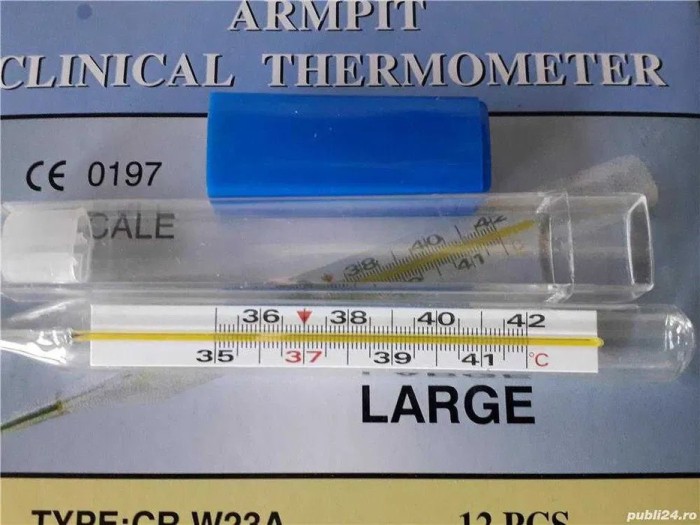 ARMPIT
CLINICAL THERMOMETER
CE 0197
CALE
38 40 42
41
36 38 40 42
35 37 39 41 °C
LARGE
TYPE:CR.W23A
12 PCS
publi24.ro